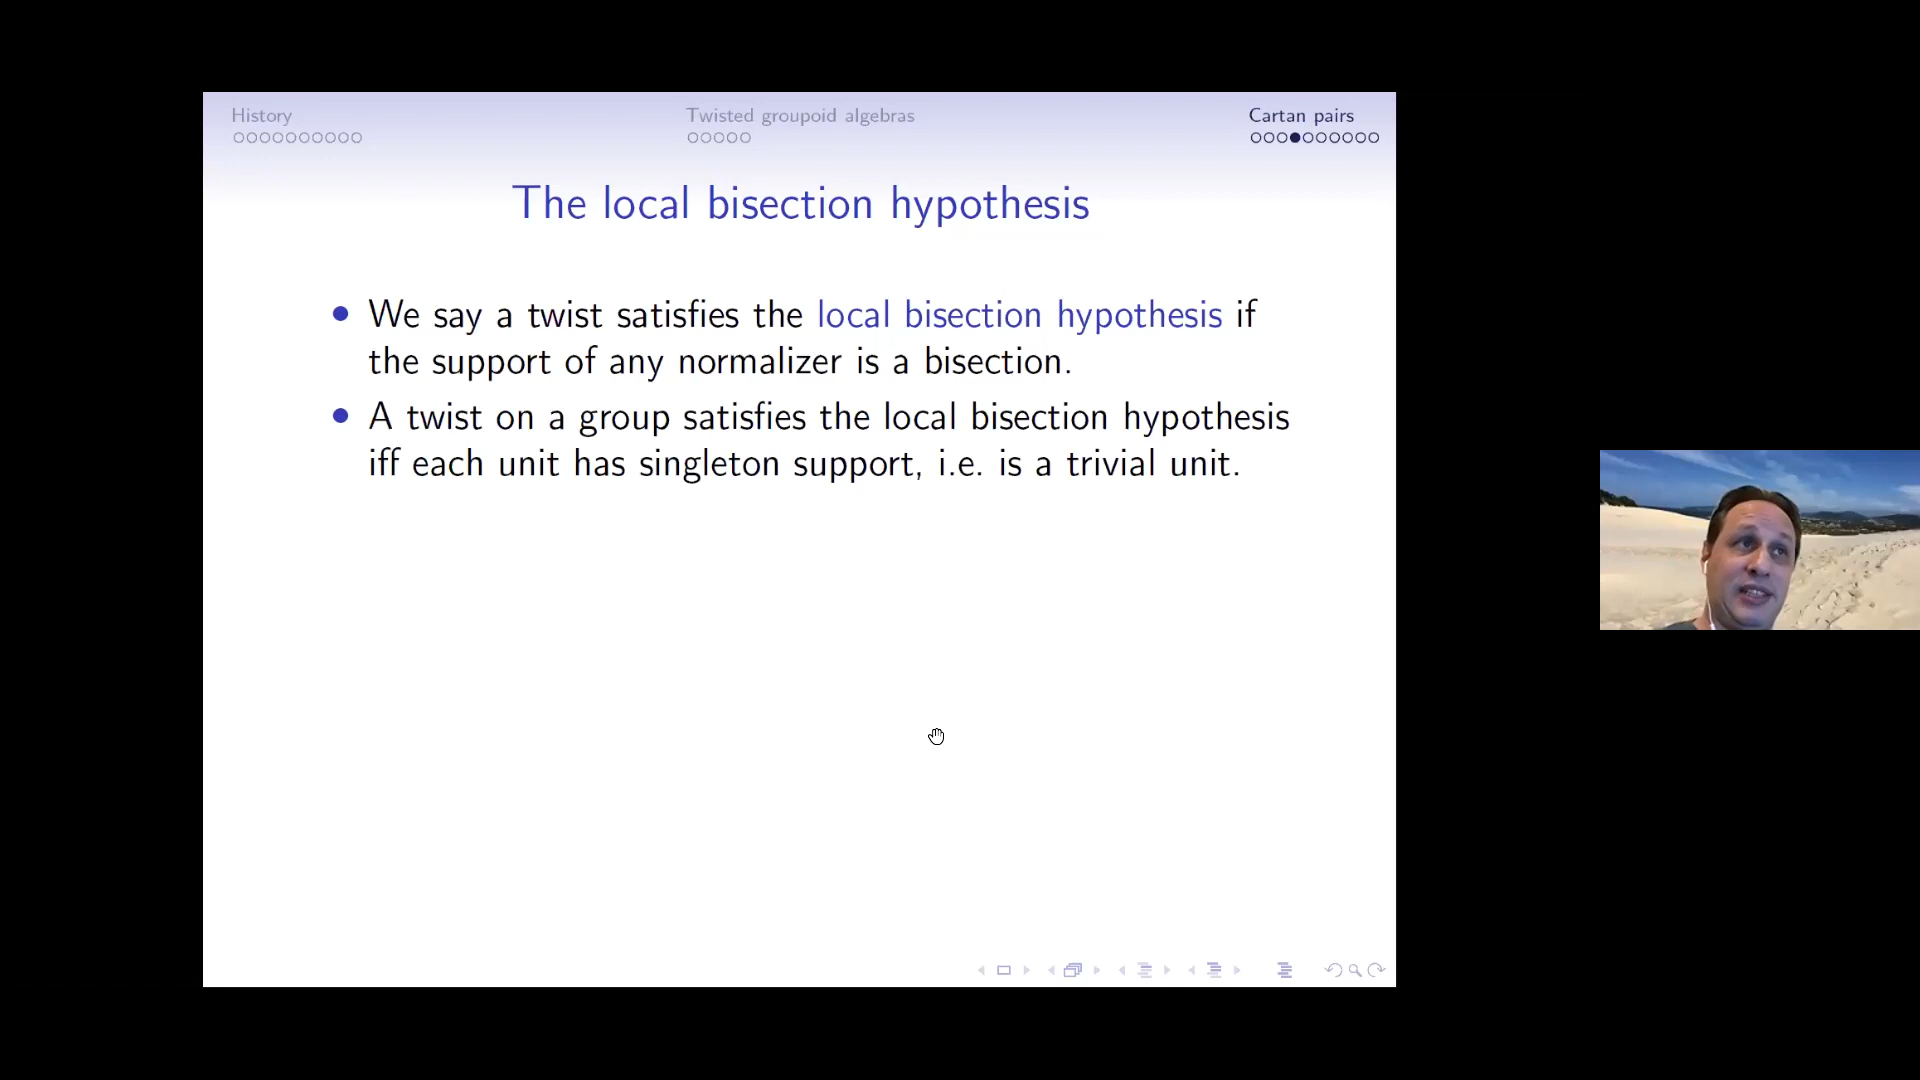 History Twisted groupoid algebras Cartan pairs
The local bisection hypothesis
• We say a twist satisfies the local bisection hypothesis if
the support of any normalizer is a bisection.
• A twist on a group satisfies the local bisection hypothesis
iff each unit has singleton support, i.e. is a trivial unit.